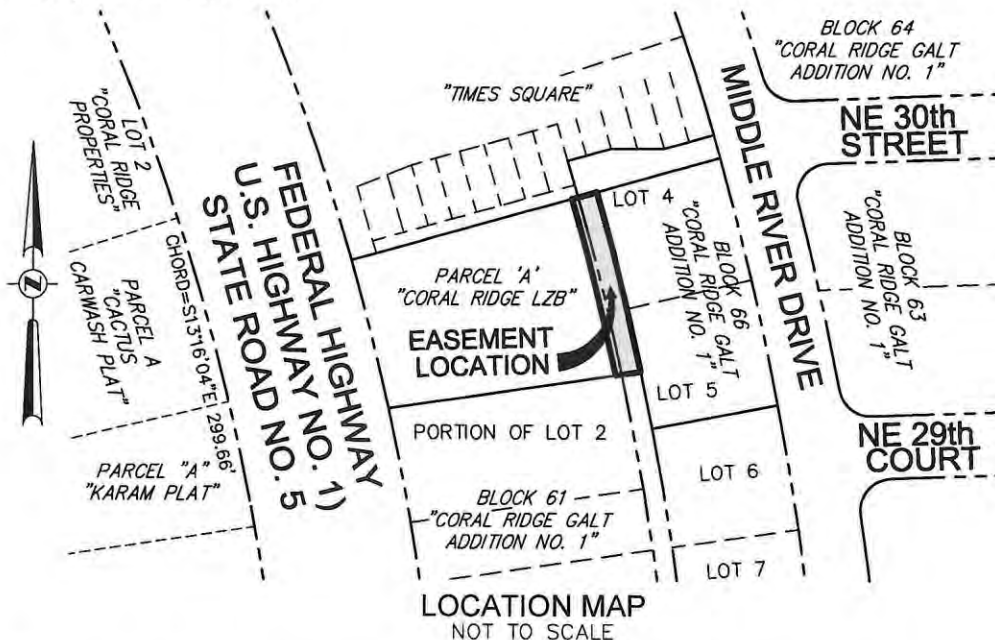 BLOCK 64
"CORAL RIDGE GALT
ADDITION NO. 1"
"TIMES SQUARE"
NE 30th
STREET
MIDDLE RIVER DRIVE
LOT 2
"CORAL RIDGE
PROPERTIES"
FEDERAL HIGHWAY
U.S. HIGHWAY NO. 1)
STATE ROAD NO. 5
CHORD=S13°16'04"E 299.66'
PARCEL A
"CACTUS
CARWASH PLAT"
PARCEL "A"
"KARAM PLAT"
N
LOT 4
PARCEL 'A'
"CORAL RIDGE LZB"
EASEMENT
LOCATION
BLOCK 66
"CORAL RIDGE GALT
ADDITION NO. 1"
BLOCK 63
"CORAL RIDGE GALT
ADDITION NO. 1"
LOT 5
PORTION OF LOT 2
NE 29th
COURT
LOT 6
BLOCK 61
"CORAL RIDGE GALT
ADDITION NO. 1"
LOT 7
LOCATION MAP
NOT TO SCALE